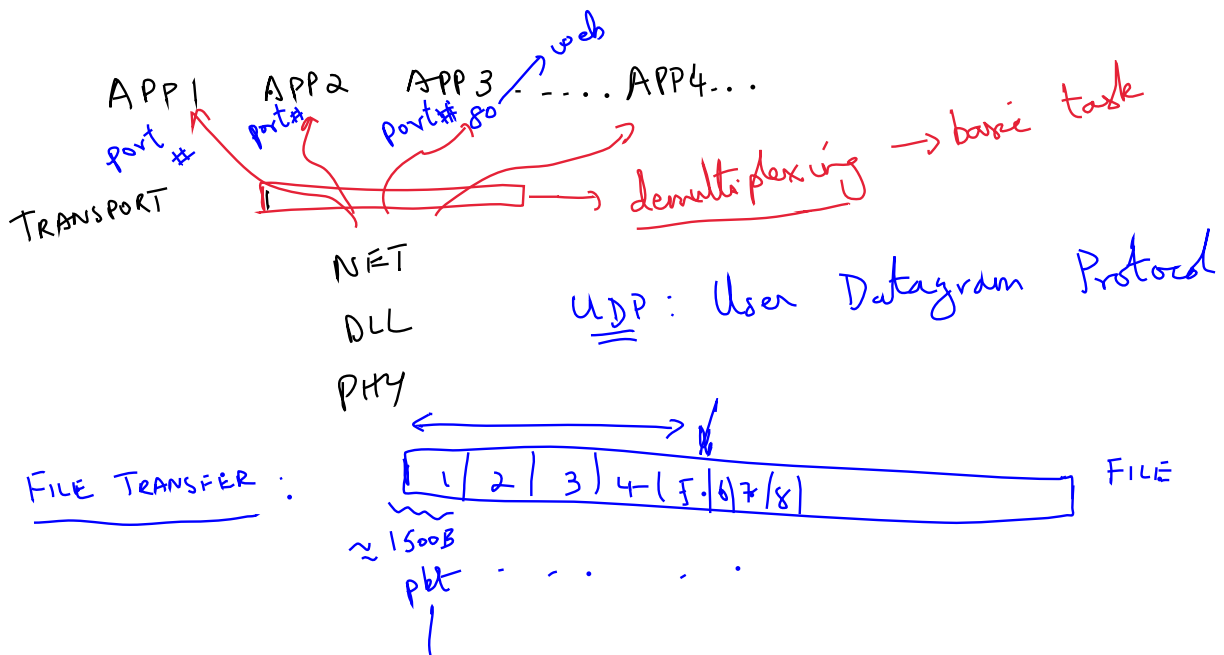 web
APP1 APP2 APP3 ...... APP4...
port # port# port# 80
TRANSPORT demultiplexing → basic task
NET
UDP : User Datagram Protocol
DLL
PHY
FILE TRANSFER : 1 2 3 4 5 6 7 8 FILE
≈ 1500B
pkt . . . . .